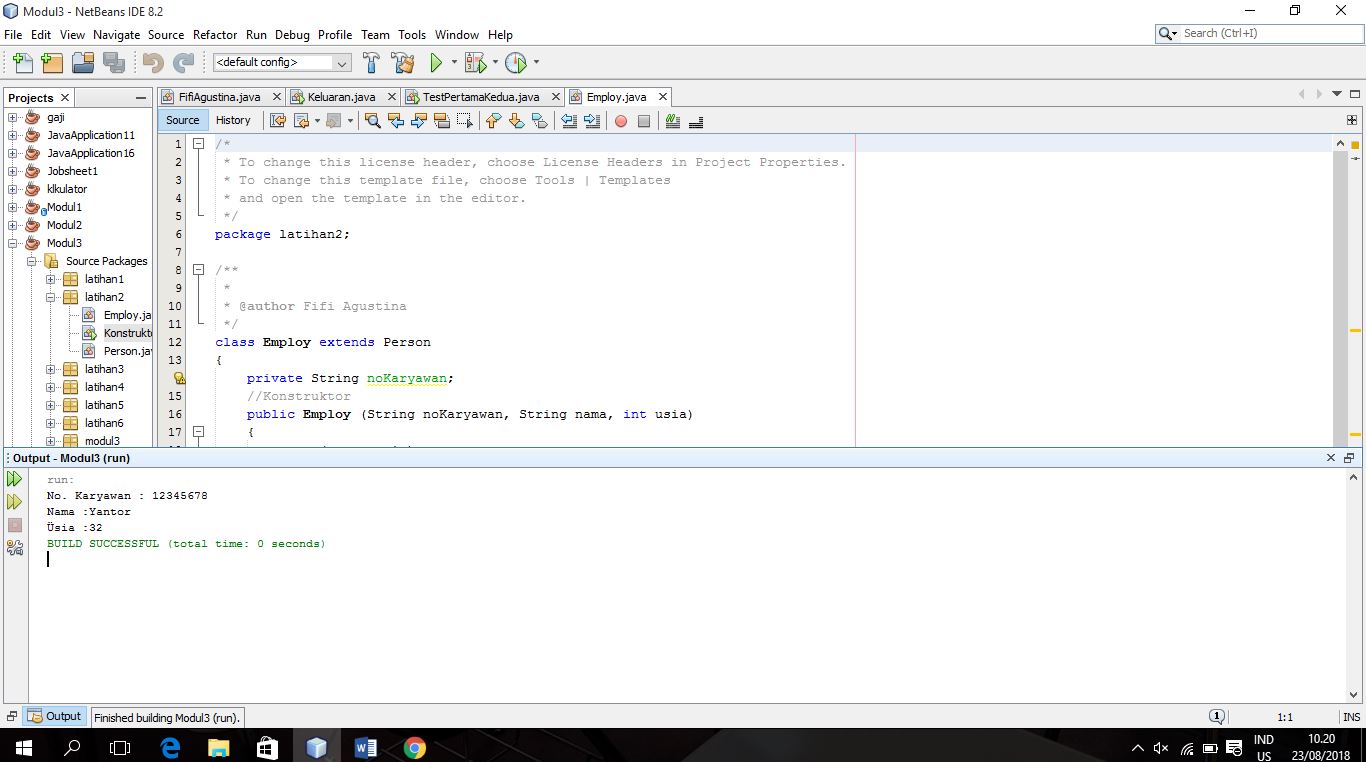 Modul3 - NetBeans IDE 8.2
File Edit View Navigate Source Refactor Run Debug Profile Team Tools Window Help
Search (Ctrl+I)
<default config>
Projects
FifiAgustina.java
Keluaran.java
TestPertamaKedua.java
Employ.java
gaji
JavaApplication11
JavaApplication16
Jobsheet1
klkulator
Modul1
Modul2
Modul3
Source Packages
latihan1
latihan2
Employ.ja
Konstrukto
Person.jav
latihan3
latihan4
latihan5
latihan6
modul3
Source History
1 /*
2 * To change this license header, choose License Headers in Project Properties.
3 * To change this template file, choose Tools | Templates
4 * and open the template in the editor.
5 */
6 package latihan2;
7
8 /**
9 *
10 * @author Fifi Agustina
11 */
12 class Employ extends Person
13 {
private String noKaryawan;
15 //Konstruktor
16 public Employ (String noKaryawan, String nama, int usia)
17 {
Output - Modul3 (run)
run:
No. Karyawan : 12345678
Nama :Yantor
Üsia :32
BUILD SUCCESSFUL (total time: 0 seconds)
Output
Finished building Modul3 (run).
1
1:1
INS
IND
US
10.20
23/08/2018